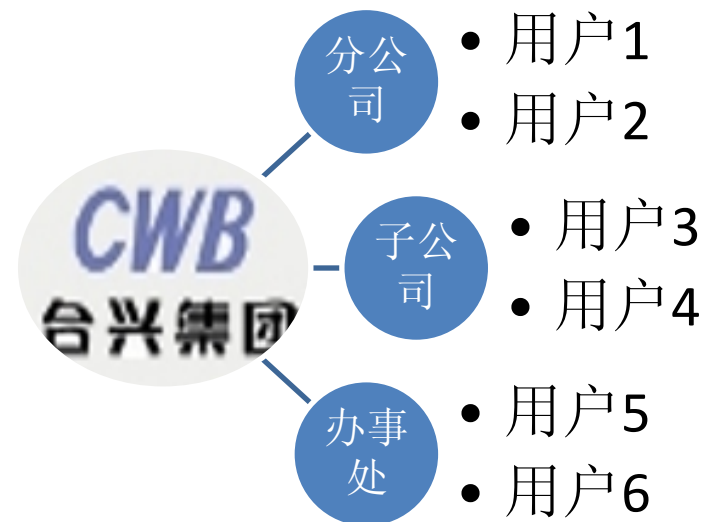 CWB
合兴集团
分公
司
• 用户1
• 用户2
子公
司
• 用户3
• 用户4
办事
处
• 用户5
• 用户6